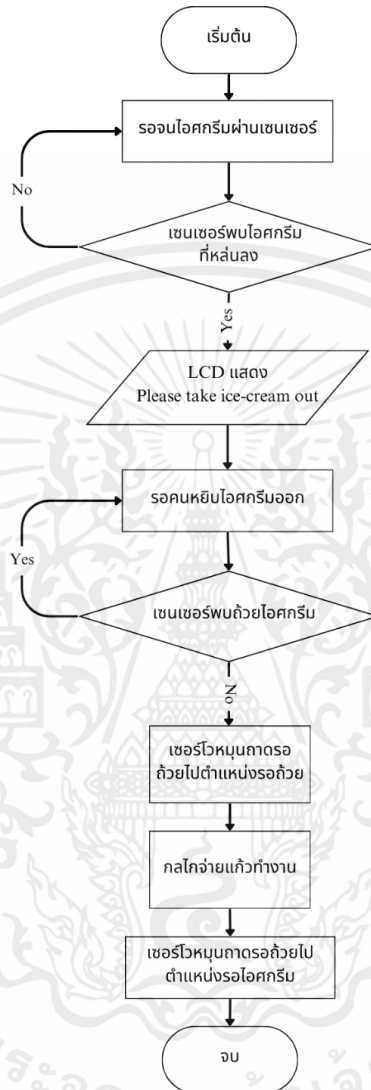 เริ่มต้น
รอจนไอศกรีมผ่านเซนเซอร์
No
เซนเซอร์พบไอศกรีม
ที่หล่นลง
Yes
LCD แสดง
Please take ice-cream out
รอคนหยิบไอศกรีมออก
Yes
เซนเซอร์พบถ้วยไอศกรีม
No
เซอร์โวหมุนถาดรอ
ถ้วยไปตำแหน่งรอถ้วย
กลไกจ่ายแก้วทำงาน
เซอร์โวหมุนถาดรอถ้วยไป
ตำแหน่งรอไอศกรีม
จบ